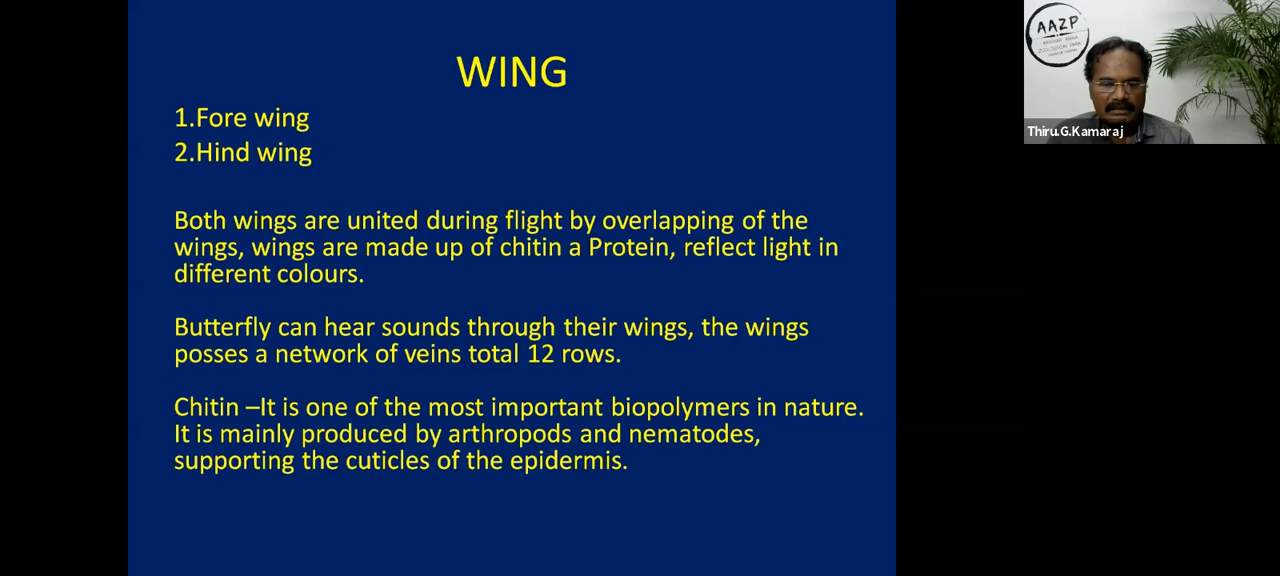 WING
1.Fore wing
2.Hind wing
Both wings are united during flight by overlapping of the
wings, wings are made up of chitin a Protein, reflect light in
different colours.
Butterfly can hear sounds through their wings, the wings
posses a network of veins total 12 rows.
Chitin –It is one of the most important biopolymers in nature.
It is mainly produced by arthropods and nematodes,
supporting the cuticles of the epidermis.
AAZP
ZOOLOGICAL PARK
Thiru.G.Kamaraj